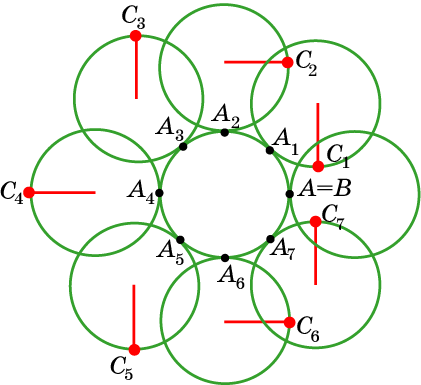 C₃
C₂
A₂
A₃
A₁
C₁
C₄
A₄
A=B
C₇
A₅
A₇
A₆
C₆
C₅